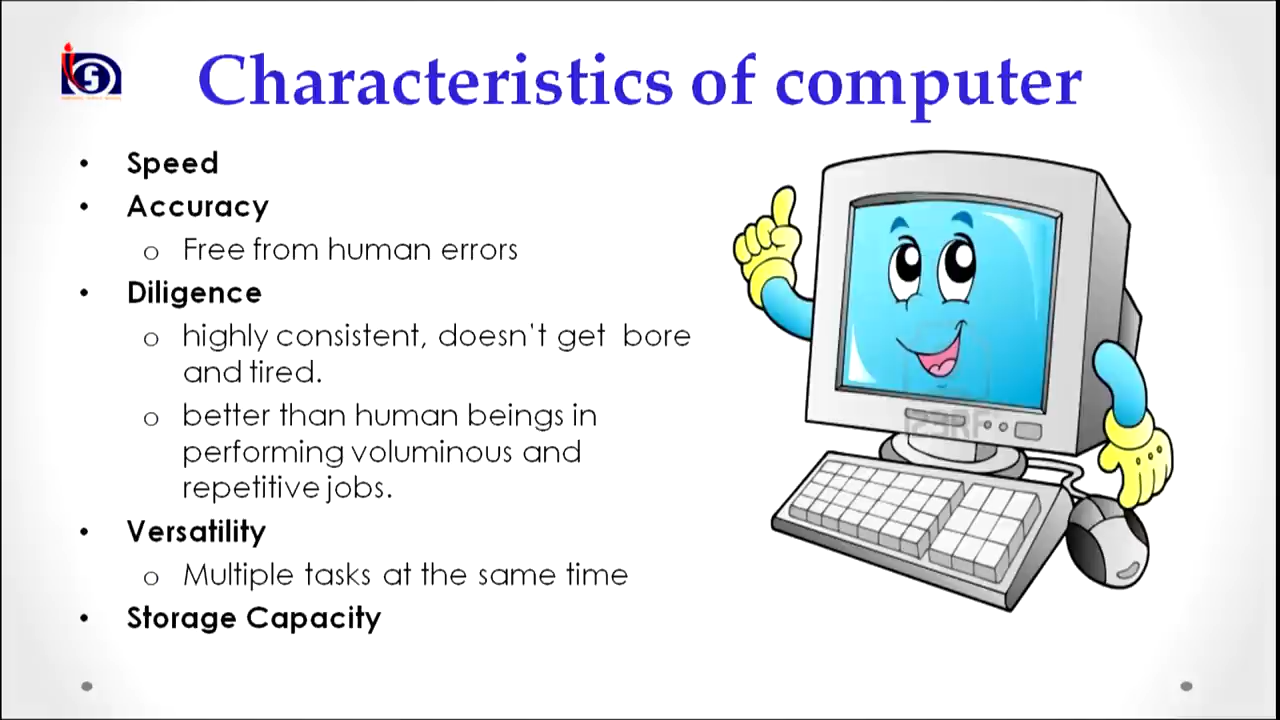 Characteristics of computer
• Speed
• Accuracy
o Free from human errors
• Diligence
o highly consistent, doesn't get bore
and tired.
o better than human beings in
performing voluminous and
repetitive jobs.
• Versatility
o Multiple tasks at the same time
• Storage Capacity